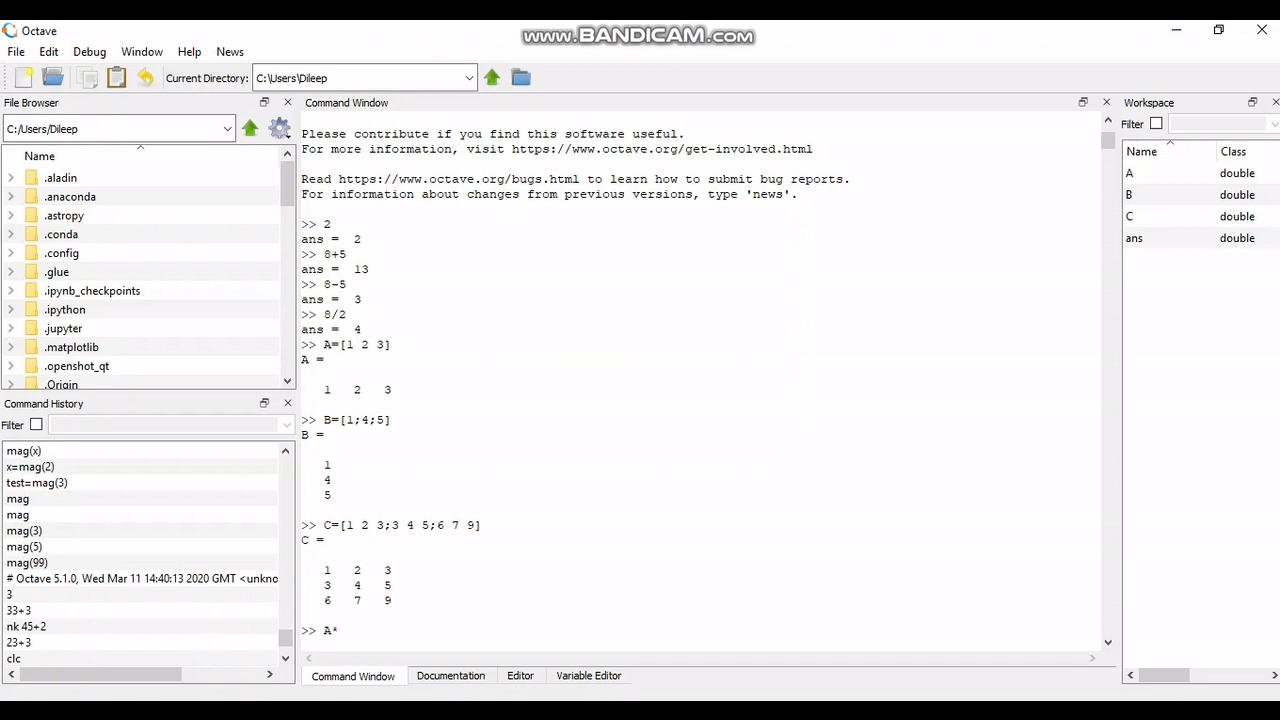 Octave
www.BANDICAM.com
File Edit Debug Window Help News
Current Directory: C:\Users\Dileep
File Browser
C:/Users/Dileep
Name
.aladin
.anaconda
.astropy
.conda
.config
.glue
.ipynb_checkpoints
.ipython
.jupyter
.matplotlib
.openshot_qt
.Origin
Command History
Filter
mag(x)
x=mag(2)
test=mag(3)
mag
mag
mag(3)
mag(5)
mag(99)
# Octave 5.1.0, Wed Mar 11 14:40:13 2020 GMT <unkno
3
33+3
nk 45+2
23+3
clc
Command Window
Please contribute if you find this software useful.
For more information, visit https://www.octave.org/get-involved.html
Read https://www.octave.org/bugs.html to learn how to submit bug reports.
For information about changes from previous versions, type 'news'.
>> 2
ans = 2
>> 8+5
ans = 13
>> 8-5
ans = 3
>> 8/2
ans = 4
>> A=[1 2 3]
A =
1 2 3
>> B=[1;4;5]
B =
1
4
5
>> C=[1 2 3;3 4 5;6 7 9]
C =
1 2 3
3 4 5
6 7 9
>> A*
Command Window Documentation Editor Variable Editor
Workspace
Filter
Name Class
A double
B double
C double
ans double